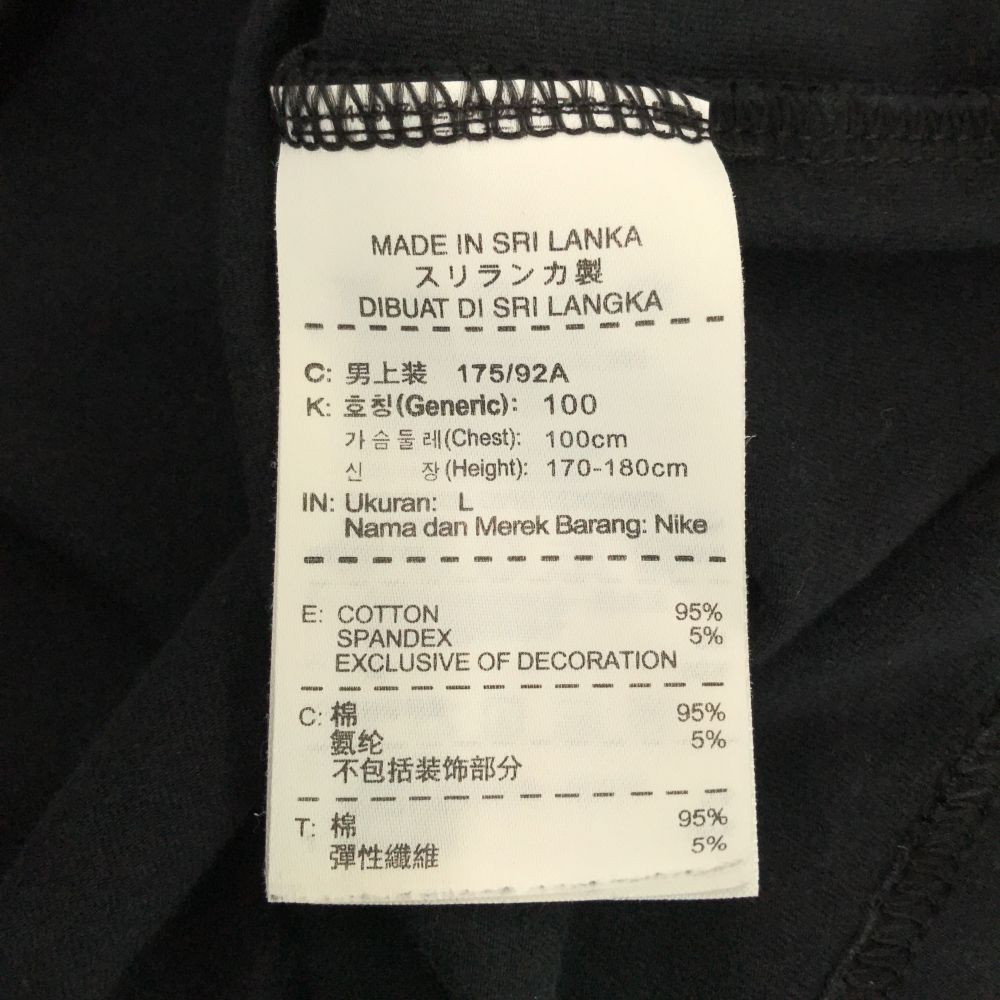 MADE IN SRI LANKA
スリランカ製
DIBUAT DI SRI LANGKA
C: 男上装 175/92A
K: 호칭(Generic): 100
가슴둘레(Chest): 100cm
신 장(Height): 170-180cm
IN: Ukuran: L
Nama dan Merek Barang: Nike
E: COTTON 95%
SPANDEX 5%
EXCLUSIVE OF DECORATION
C: 棉 95%
氨纶 5%
不包括装饰部分
T: 棉 95%
彈性纖維 5%